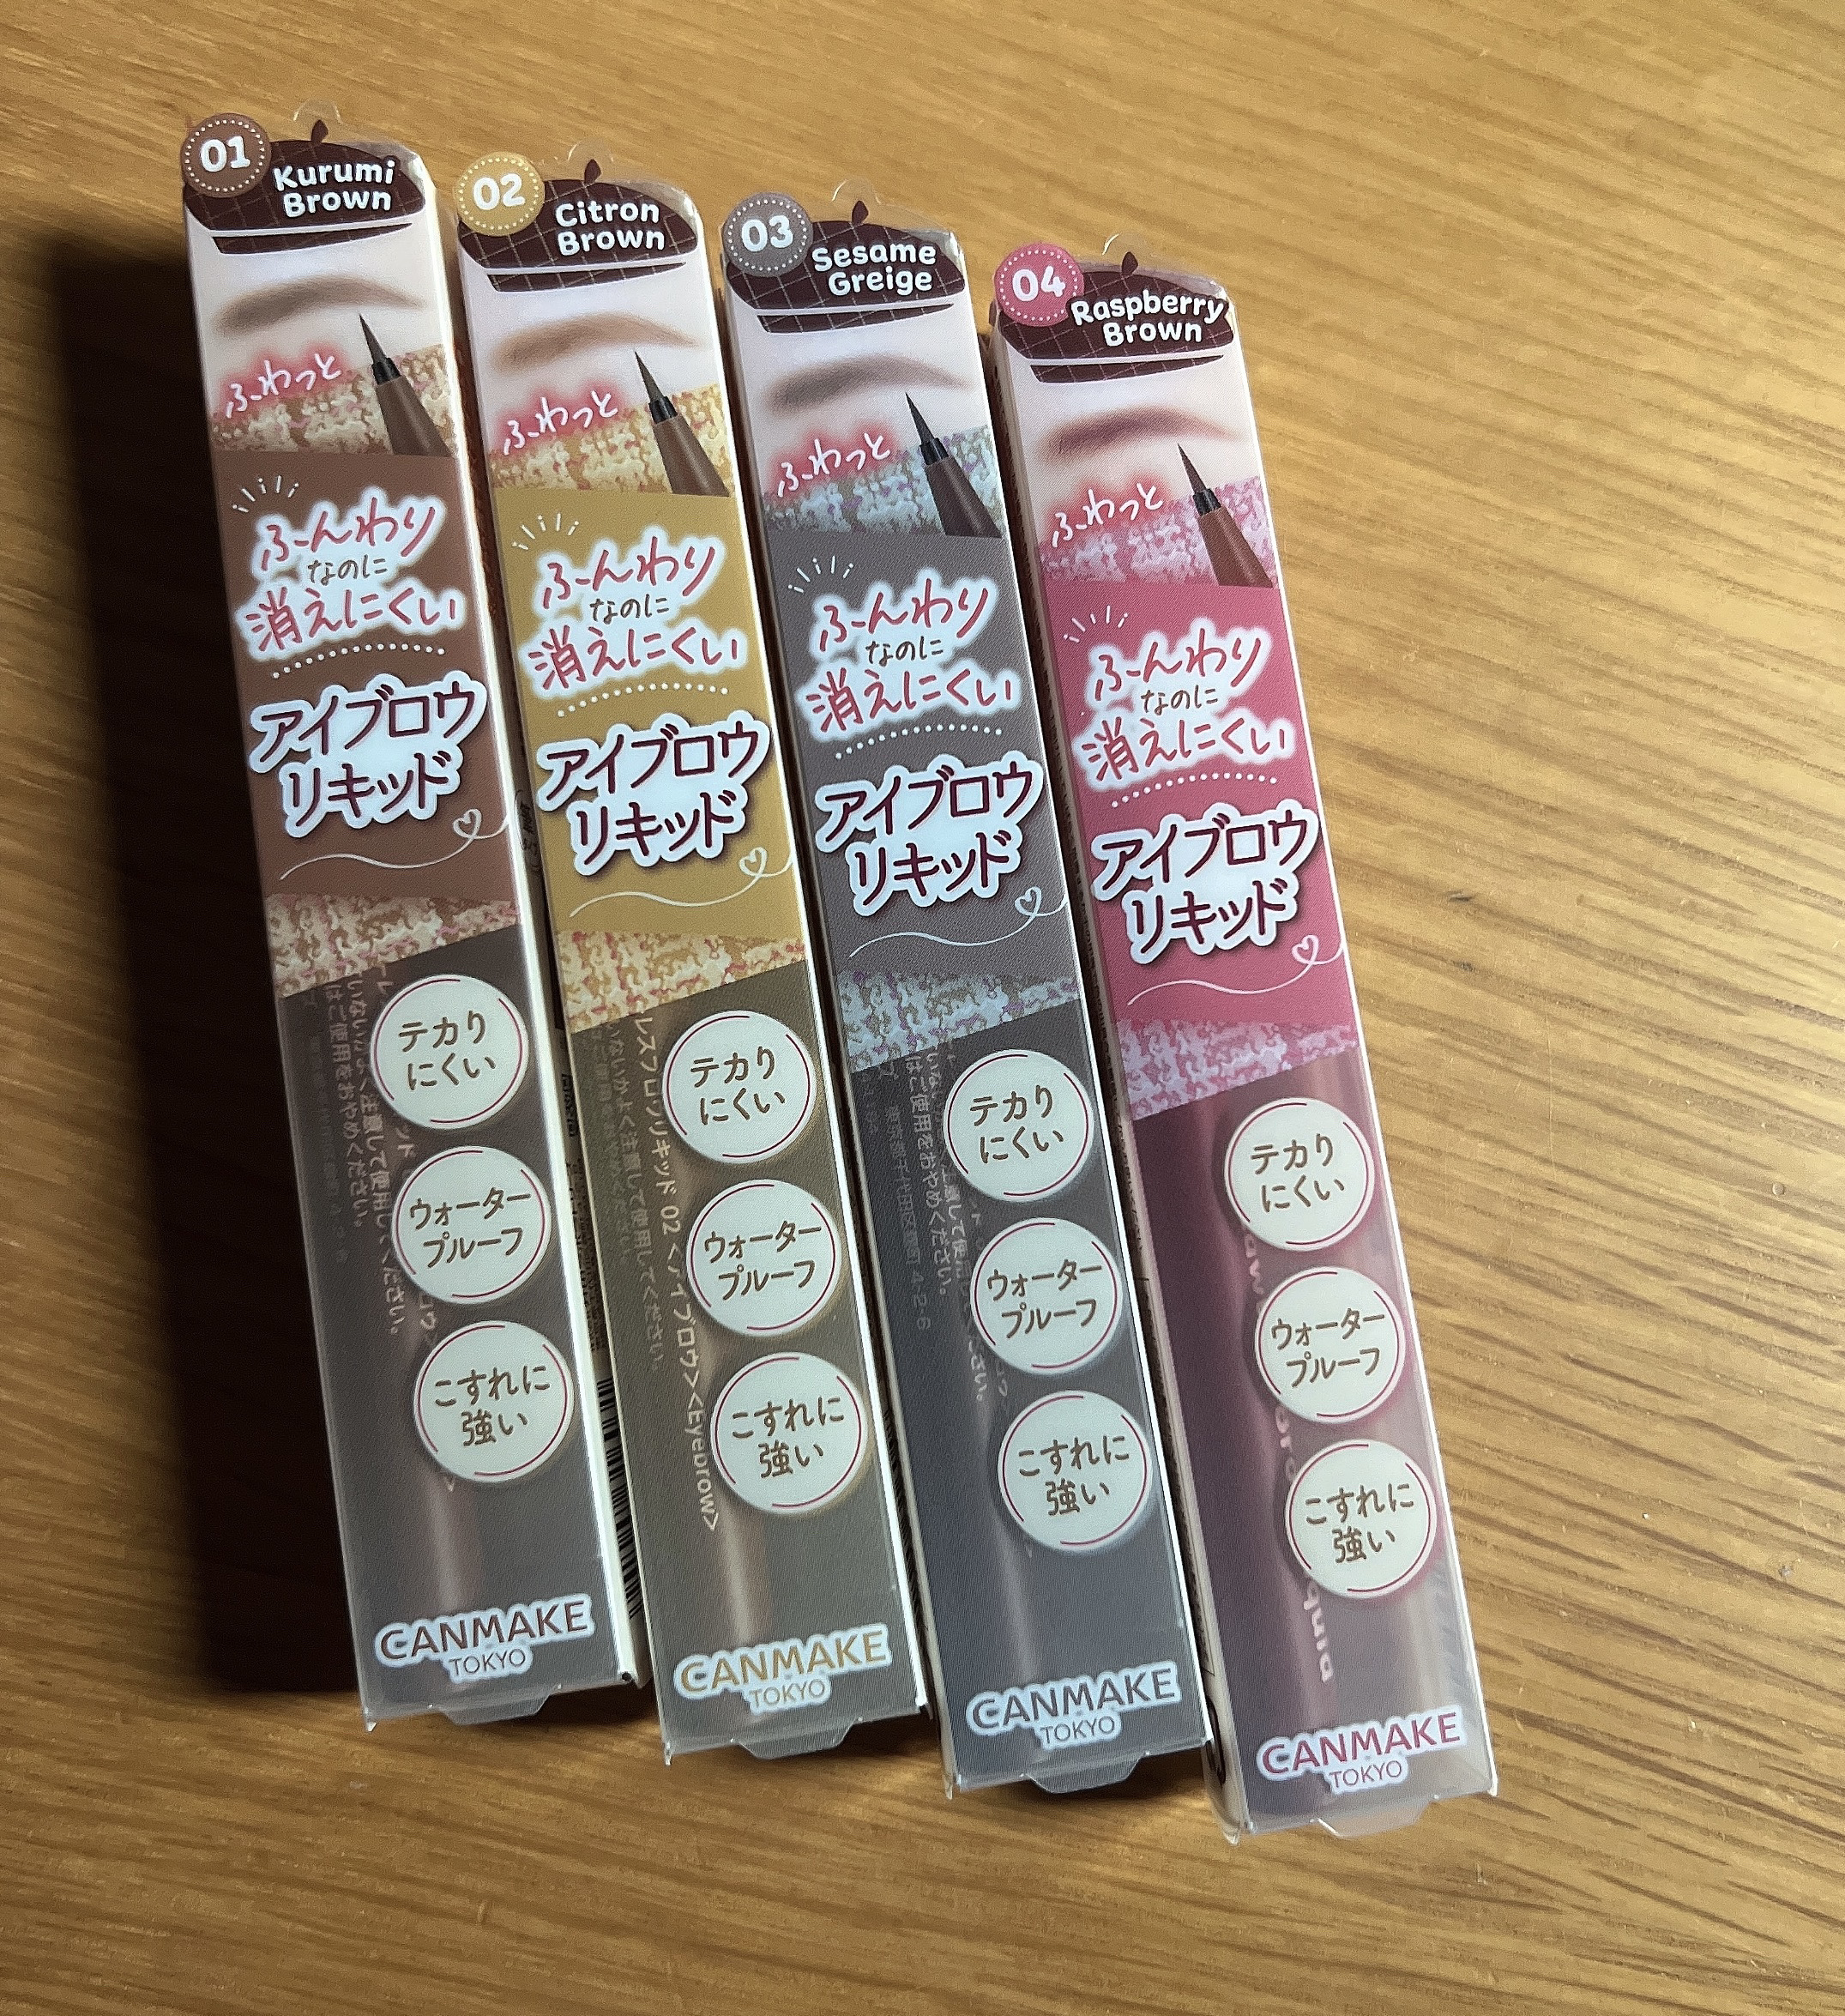 01
Kurumi
Brown
ふわっと
ふんわり
なのに
消えにくい
アイブロウ
リキッド
テカり
にくい
ウォーター
プルーフ
こすれに
強い
CANMAKE
TOKYO
02
Citron
Brown
ふわっと
ふんわり
なのに
消えにくい
アイブロウ
リキッド
テカり
にくい
ウォーター
プルーフ
こすれに
強い
CANMAKE
TOKYO
03
Sesame
Greige
ふわっと
ふんわり
なのに
消えにくい
アイブロウ
リキッド
テカり
にくい
ウォーター
プルーフ
こすれに
強い
CANMAKE
TOKYO
04
Raspberry
Brown
ふわっと
ふんわり
なのに
消えにくい
アイブロウ
リキッド
テカり
にくい
ウォーター
プルーフ
こすれに
強い
CANMAKE
TOKYO